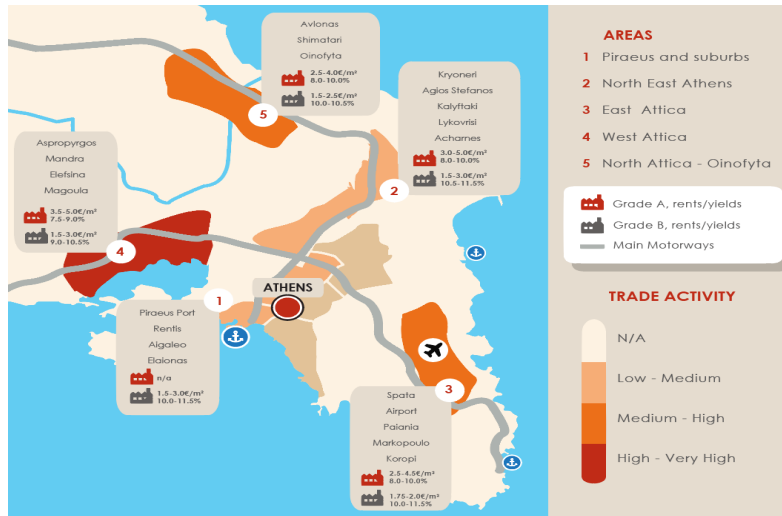 Avlonas
Shimatari
Oinofyta
2.5-4.0€/m²
8.0-10.0%
1.5-2.5€/m²
10.0-10.5%
5
Kryoneri
Agios Stefanos
Kalyftaki
Lykovrisi
Acharnes
3.0-5.0€/m²
8.0-10.0%
1.5-3.0€/m²
10.5-11.5%
2
Aspropyrgos
Mandra
Elefsina
Magoula
3.5-5.0€/m²
7.5-9.0%
1.5-3.0€/m²
9.0-10.5%
4
ATHENS
1
Piraeus Port
Rentis
Aigaleo
Elaionas
n/a
1.5-3.0€/m²
10.0-11.5%
3
Spata
Airport
Paiania
Markopoulo
Koropi
2.5-4.5€/m²
8.0-10.0%
1.75-2.0€/m²
10.0-11.5%
AREAS
1 Piraeus and suburbs
2 North East Athens
3 East Attica
4 West Attica
5 North Attica - Oinofyta
Grade A, rents/yields
Grade B, rents/yields
Main Motorways
TRADE ACTIVITY
N/A
Low - Medium
Medium - High
High - Very High